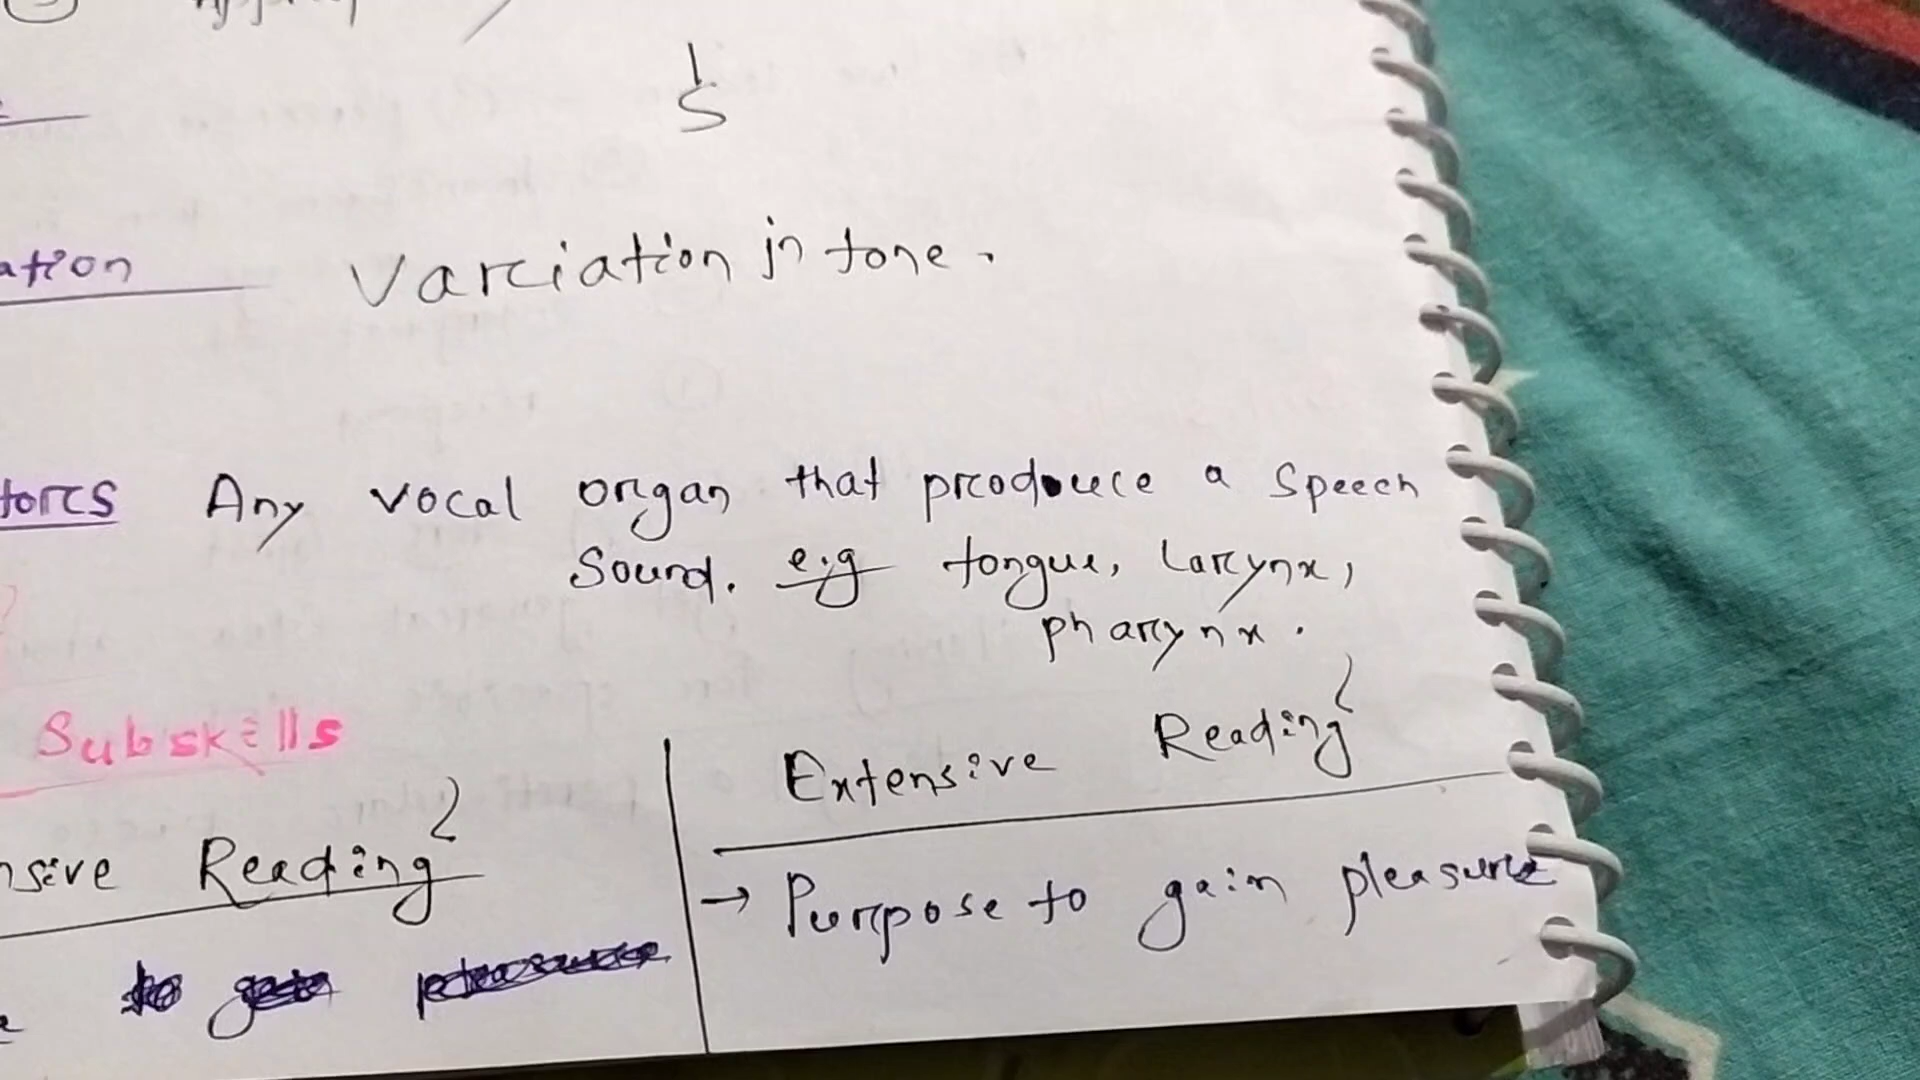 S
ation Variation in tone.
tors Any vocal organ that produce a speech
sound. e.g tongue, Larynx,
pharynx.
Subskills
nsive Reading
Extensive Reading
→ Purpose to gain pleasure